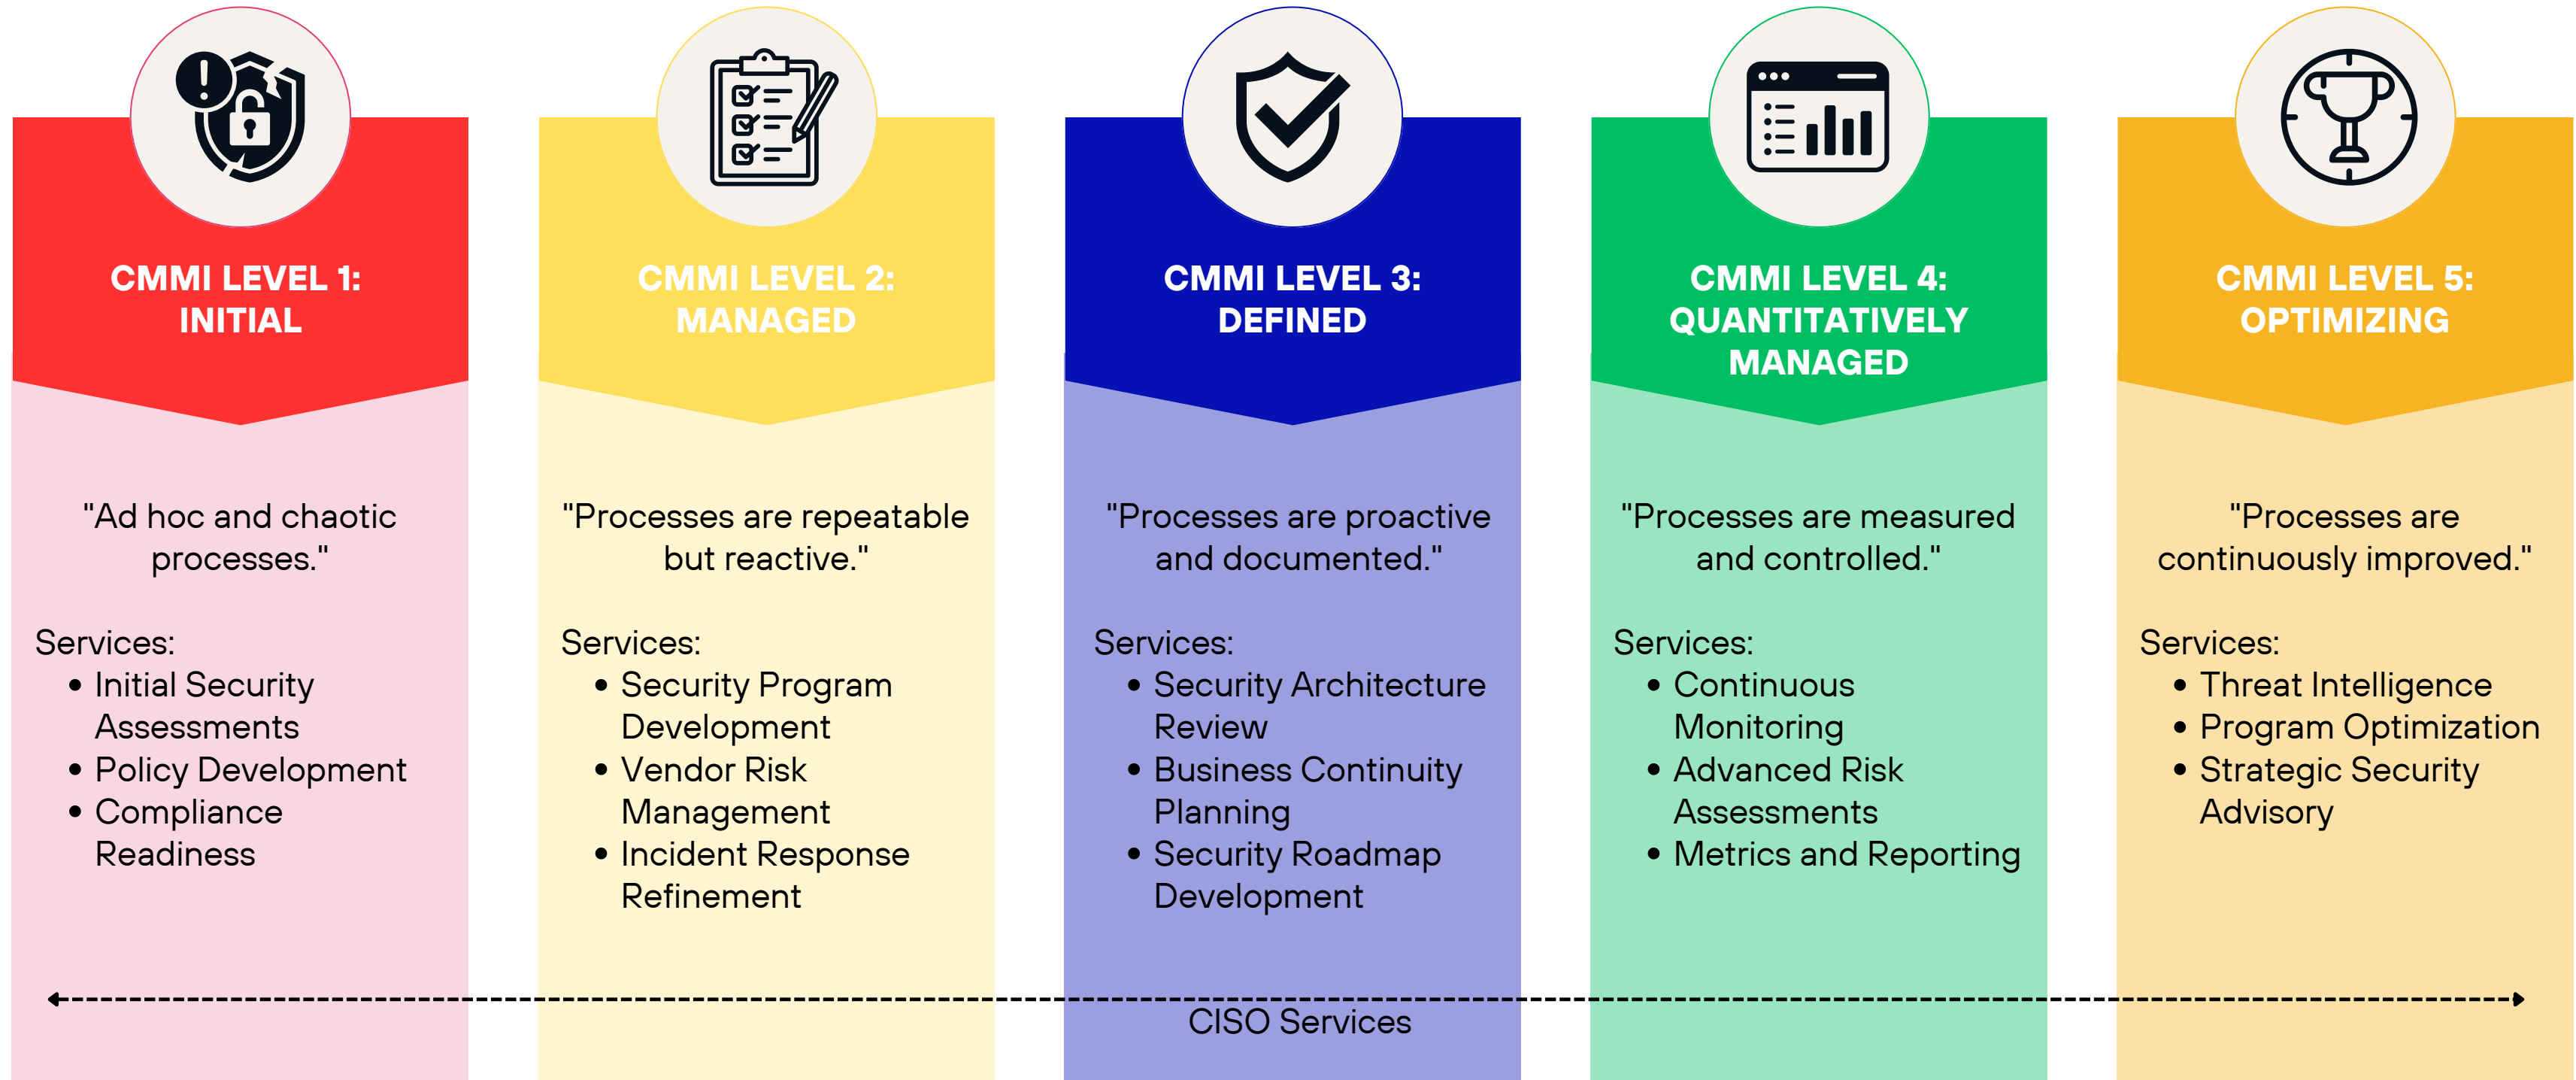 CMMI LEVEL 1:
INITIAL
"Ad hoc and chaotic
processes."
Services:
• Initial Security
Assessments
• Policy Development
• Compliance
Readiness
CMMI LEVEL 2:
MANAGED
"Processes are repeatable
but reactive."
Services:
• Security Program
Development
• Vendor Risk
Management
• Incident Response
Refinement
CMMI LEVEL 3:
DEFINED
"Processes are proactive
and documented."
Services:
• Security Architecture
Review
• Business Continuity
Planning
• Security Roadmap
Development
CMMI LEVEL 4:
QUANTITATIVELY
MANAGED
"Processes are measured
and controlled."
Services:
• Continuous
Monitoring
• Advanced Risk
Assessments
• Metrics and Reporting
CMMI LEVEL 5:
OPTIMIZING
"Processes are
continuously improved."
Services:
• Threat Intelligence
• Program Optimization
• Strategic Security
Advisory
CISO Services